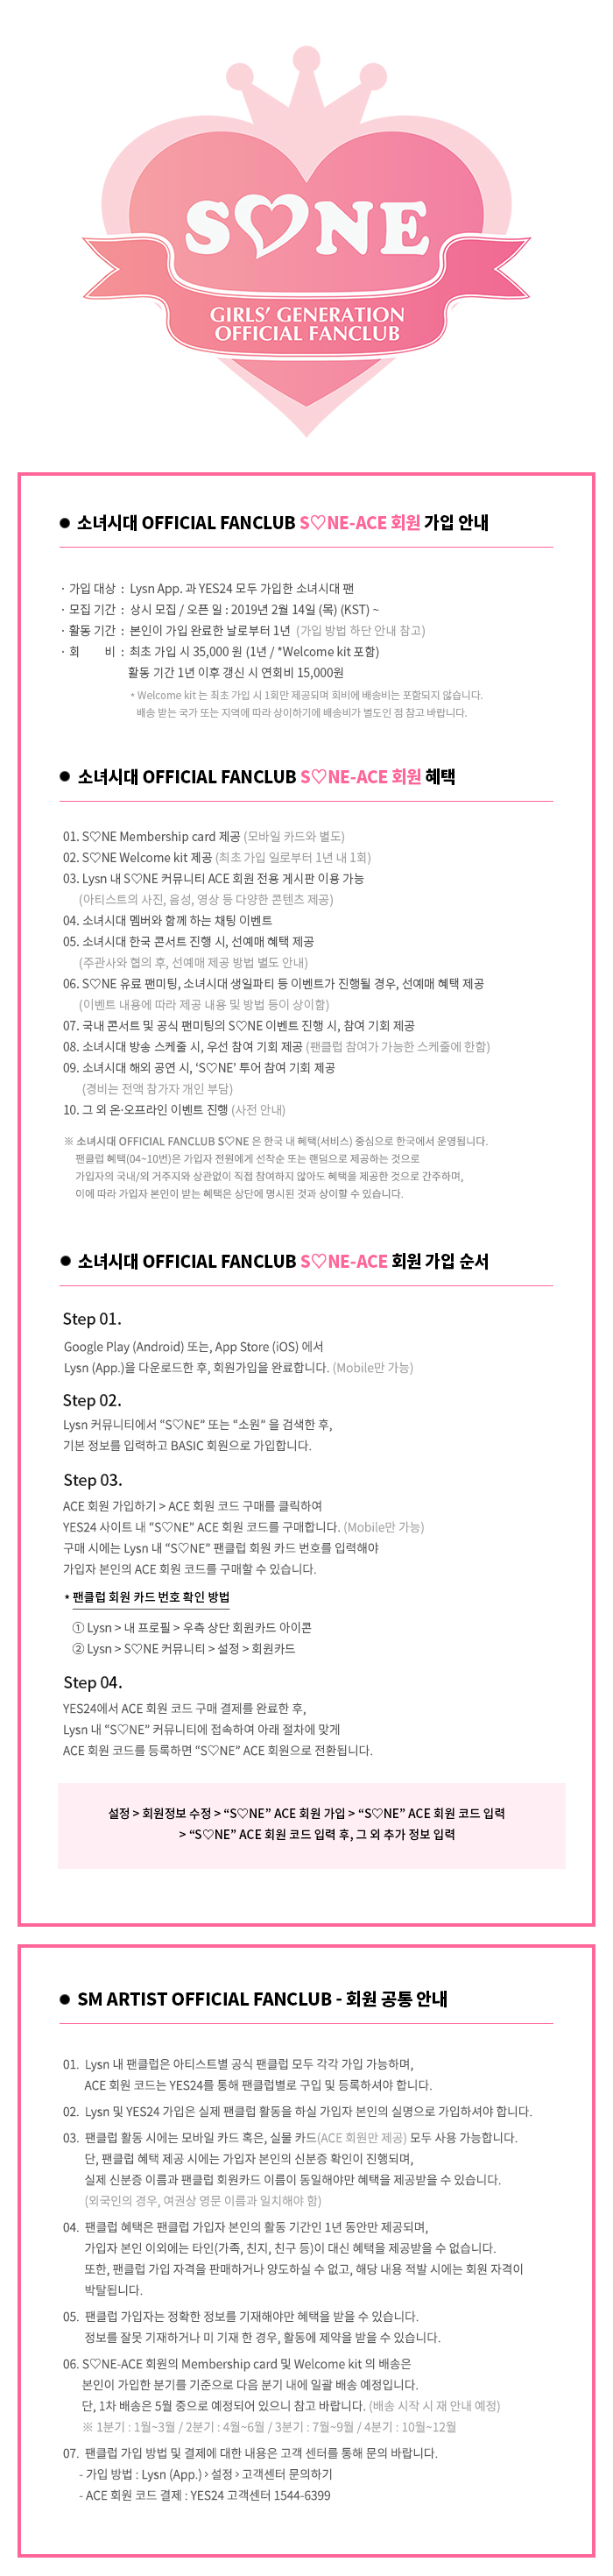 S♡NE
GIRLS' GENERATION
OFFICIAL FANCLUB
● 소녀시대 OFFICIAL FANCLUB S♡NE-ACE 회원 가입 안내
· 가입 대상 : Lysn App. 과 YES24 모두 가입한 소녀시대 팬
· 모집 기간 : 상시 모집 / 오픈 일 : 2019년 2월 14일 (목) (KST) ~
· 활동 기간 : 본인이 가입 완료한 날로부터 1년 (가입 방법 하단 안내 참고)
· 회 비 : 최초 가입 시 35,000 원 (1년 / *Welcome kit 포함)
활동 기간 1년 이후 갱신 시 연회비 15,000원
* Welcome kit 는 최초 가입 시 1회만 제공되며 회비에 배송비는 포함되지 않습니다.
배송 받는 국가 또는 지역에 따라 상이하기에 배송비가 별도인 점 참고 바랍니다.
● 소녀시대 OFFICIAL FANCLUB S♡NE-ACE 회원 혜택
01. S♡NE Membership card 제공 (모바일 카드와 별도)
02. S♡NE Welcome kit 제공 (최초 가입 일로부터 1년 내 1회)
03. Lysn 내 S♡NE 커뮤니티 ACE 회원 전용 게시판 이용 가능
(아티스트의 사진, 음성, 영상 등 다양한 콘텐츠 제공)
04. 소녀시대 멤버와 함께 하는 채팅 이벤트
05. 소녀시대 한국 콘서트 진행 시, 선예매 혜택 제공
(주관사와 협의 후, 선예매 제공 방법 별도 안내)
06. S♡NE 유료 팬미팅, 소녀시대 생일파티 등 이벤트가 진행될 경우, 선예매 혜택 제공
(이벤트 내용에 따라 제공 내용 및 방법 등이 상이함)
07. 국내 콘서트 및 공식 팬미팅의 S♡NE 이벤트 진행 시, 참여 기회 제공
08. 소녀시대 방송 스케줄 시, 우선 참여 기회 제공 (팬클럽 참여가 가능한 스케줄에 한함)
09. 소녀시대 해외 공연 시, ‘S♡NE’ 투어 참여 기회 제공
(경비는 전액 참가자 개인 부담)
10. 그 외 온·오프라인 이벤트 진행 (사전 안내)
※ 소녀시대 OFFICIAL FANCLUB S♡NE 은 한국 내 혜택(서비스) 중심으로 한국에서 운영됩니다.
팬클럽 혜택(04~10번)은 가입자 전원에게 선착순 또는 랜덤으로 제공하는 것으로
가입자의 국내/외 거주지와 상관없이 직접 참여하지 않아도 혜택을 제공한 것으로 간주하며,
이에 따라 가입자 본인이 받는 혜택은 상단에 명시된 것과 상이할 수 있습니다.
● 소녀시대 OFFICIAL FANCLUB S♡NE-ACE 회원 가입 순서
Step 01.
Google Play (Android) 또는, App Store (iOS) 에서
Lysn (App.)을 다운로드한 후, 회원가입을 완료합니다. (Mobile만 가능)
Step 02.
Lysn 커뮤니티에서 “S♡NE” 또는 “소원” 을 검색한 후,
기본 정보를 입력하고 BASIC 회원으로 가입합니다.
Step 03.
ACE 회원 가입하기 > ACE 회원 코드 구매를 클릭하여
YES24 사이트 내 “S♡NE” ACE 회원 코드를 구매합니다. (Mobile만 가능)
구매 시에는 Lysn 내 “S♡NE” 팬클럽 회원 카드 번호를 입력해야
가입자 본인의 ACE 회원 코드를 구매할 수 있습니다.
* 팬클럽 회원 카드 번호 확인 방법
① Lysn > 내 프로필 > 우측 상단 회원카드 아이콘
② Lysn > S♡NE 커뮤니티 > 설정 > 회원카드
Step 04.
YES24에서 ACE 회원 코드 구매 결제를 완료한 후,
Lysn 내 “S♡NE” 커뮤니티에 접속하여 아래 절차에 맞게
ACE 회원 코드를 등록하면 “S♡NE” ACE 회원으로 전환됩니다.
설정 > 회원정보 수정 > “S♡NE” ACE 회원 가입 > “S♡NE” ACE 회원 코드 입력
> “S♡NE” ACE 회원 코드 입력 후, 그 외 추가 정보 입력
● SM ARTIST OFFICIAL FANCLUB - 회원 공통 안내
01. Lysn 내 팬클럽은 아티스트별 공식 팬클럽 모두 각각 가입 가능하며,
ACE 회원 코드는 YES24를 통해 팬클럽별로 구입 및 등록하셔야 합니다.
02. Lysn 및 YES24 가입은 실제 팬클럽 활동을 하실 가입자 본인의 실명으로 가입하셔야 합니다.
03. 팬클럽 활동 시에는 모바일 카드 혹은, 실물 카드(ACE 회원만 제공) 모두 사용 가능합니다.
단, 팬클럽 혜택 제공 시에는 가입자 본인의 신분증 확인이 진행되며,
실제 신분증 이름과 팬클럽 회원카드 이름이 동일해야만 혜택을 제공받을 수 있습니다.
(외국인의 경우, 여권상 영문 이름과 일치해야 함)
04. 팬클럽 혜택은 팬클럽 가입자 본인의 활동 기간인 1년 동안만 제공되며,
가입자 본인 이외에는 타인(가족, 친지, 친구 등)이 대신 혜택을 제공받을 수 없습니다.
또한, 팬클럽 가입 자격을 판매하거나 양도하실 수 없고, 해당 내용 적발 시에는 회원 자격이
박탈됩니다.
05. 팬클럽 가입자는 정확한 정보를 기재해야만 혜택을 받을 수 있습니다.
정보를 잘못 기재하거나 미 기재 한 경우, 활동에 제약을 받을 수 있습니다.
06. S♡NE-ACE 회원의 Membership card 및 Welcome kit 의 배송은
본인이 가입한 분기를 기준으로 다음 분기 내에 일괄 배송 예정입니다.
단, 1차 배송은 5월 중으로 예정되어 있으니 참고 바랍니다. (배송 시작 시 재 안내 예정)
※ 1분기 : 1월~3월 / 2분기 : 4월~6월 / 3분기 : 7월~9월 / 4분기 : 10월~12월
07. 팬클럽 가입 방법 및 결제에 대한 내용은 고객 센터를 통해 문의 바랍니다.
- 가입 방법 : Lysn (App.) > 설정 > 고객센터 문의하기
- ACE 회원 코드 결제 : YES24 고객센터 1544-6399